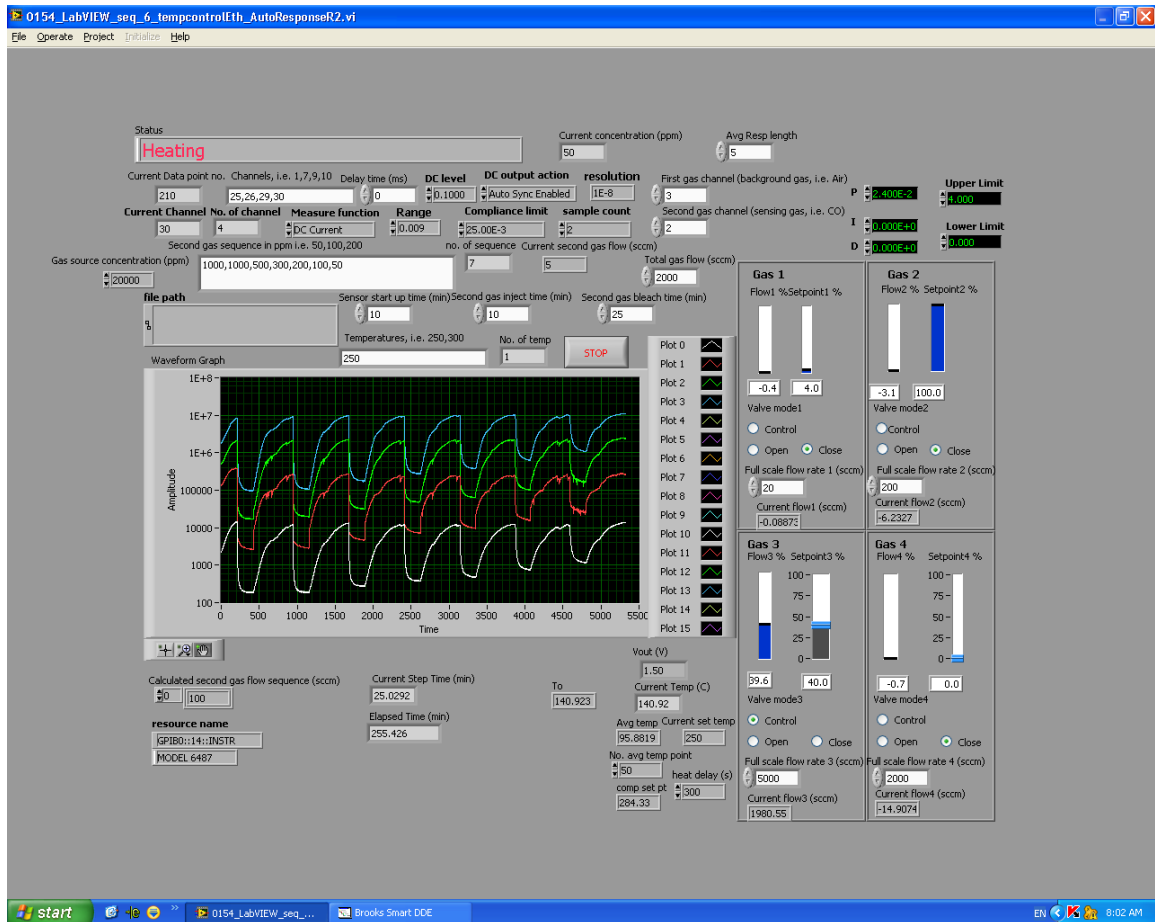 0154_LabVIEW_seq_6_tempcontrolEth_AutoResponseR2.vi
File Operate Project Initialize Help
Status
Heating
Current concentration (ppm)
50
Avg Resp length
5
Current Data point no. Channels, i.e. 1,7,9,10 Delay time (ms) DC level DC output action resolution First gas channel (background gas, i.e. Air)
210 25,26,29,30 0 0.1000 Auto Sync Enabled 1E-8 3
P 2.400E-2 Upper Limit
4.000
Current Channel No. of channel Measure function Range Compliance limit sample count Second gas channel (sensing gas, i.e. CO)
30 4 DC Current 0.009 25.00E-3 2 2
I 0.000E+0 Lower Limit
D 0.000E+0 0.000
Second gas sequence in ppm i.e. 50,100,200 no. of sequence Current second gas flow (sccm)
Gas source concentration (ppm) 1000,1000,500,300,200,100,50 7 5 Total gas flow (sccm)
20000 2000
file path Sensor start up time (min) Second gas inject time (min) Second gas bleach time (min)
10 10 25
Temperatures, i.e. 250,300 No. of temp
250 1 STOP
Waveform Graph
1E+8
1E+7
1E+6
100000
10000
1000
100
Amplitude
0 500 1000 1500 2000 2500 3000 3500 4000 4500 5000 5500
Time
Plot 0
Plot 1
Plot 2
Plot 3
Plot 4
Plot 5
Plot 6
Plot 7
Plot 8
Plot 9
Plot 10
Plot 11
Plot 12
Plot 13
Plot 14
Plot 15
Gas 1
Flow1 % Setpoint1 %
-0.4 4.0
Valve mode1
Control
Open Close
Full scale flow rate 1 (sccm)
20
Current flow1 (sccm)
-0.08873
Gas 2
Flow2 % Setpoint2 %
-3.1 100.0
Valve mode2
Control
Open Close
Full scale flow rate 2 (sccm)
200
Current flow2 (sccm)
-6.2327
Gas 3
Flow3 % Setpoint3 %
100
75
50
25
0
39.6 40.0
Valve mode3
Control
Open Close
Full scale flow rate 3 (sccm)
5000
Current flow3 (sccm)
1980.55
Gas 4
Flow4 % Setpoint4 %
100
75
50
25
0
-0.7 0.0
Valve mode4
Control
Open Close
Full scale flow rate 4 (sccm)
2000
Current flow4 (sccm)
-14.9074
Calculated second gas flow sequence (sccm)
0 100
Current Step Time (min)
25.0292
Elapsed Time (min)
255.426
resource name
GPIB0::14::INSTR
MODEL 6487
To
140.923
Vout (V)
1.50
Current Temp (C)
140.92
Avg temp Current set temp
95.8819 250
No. avg temp point
50
heat delay (s)
300
comp set pt
284.33
start 0154_LabVIEW_seq_... Brooks Smart DDE EN 8:02 AM